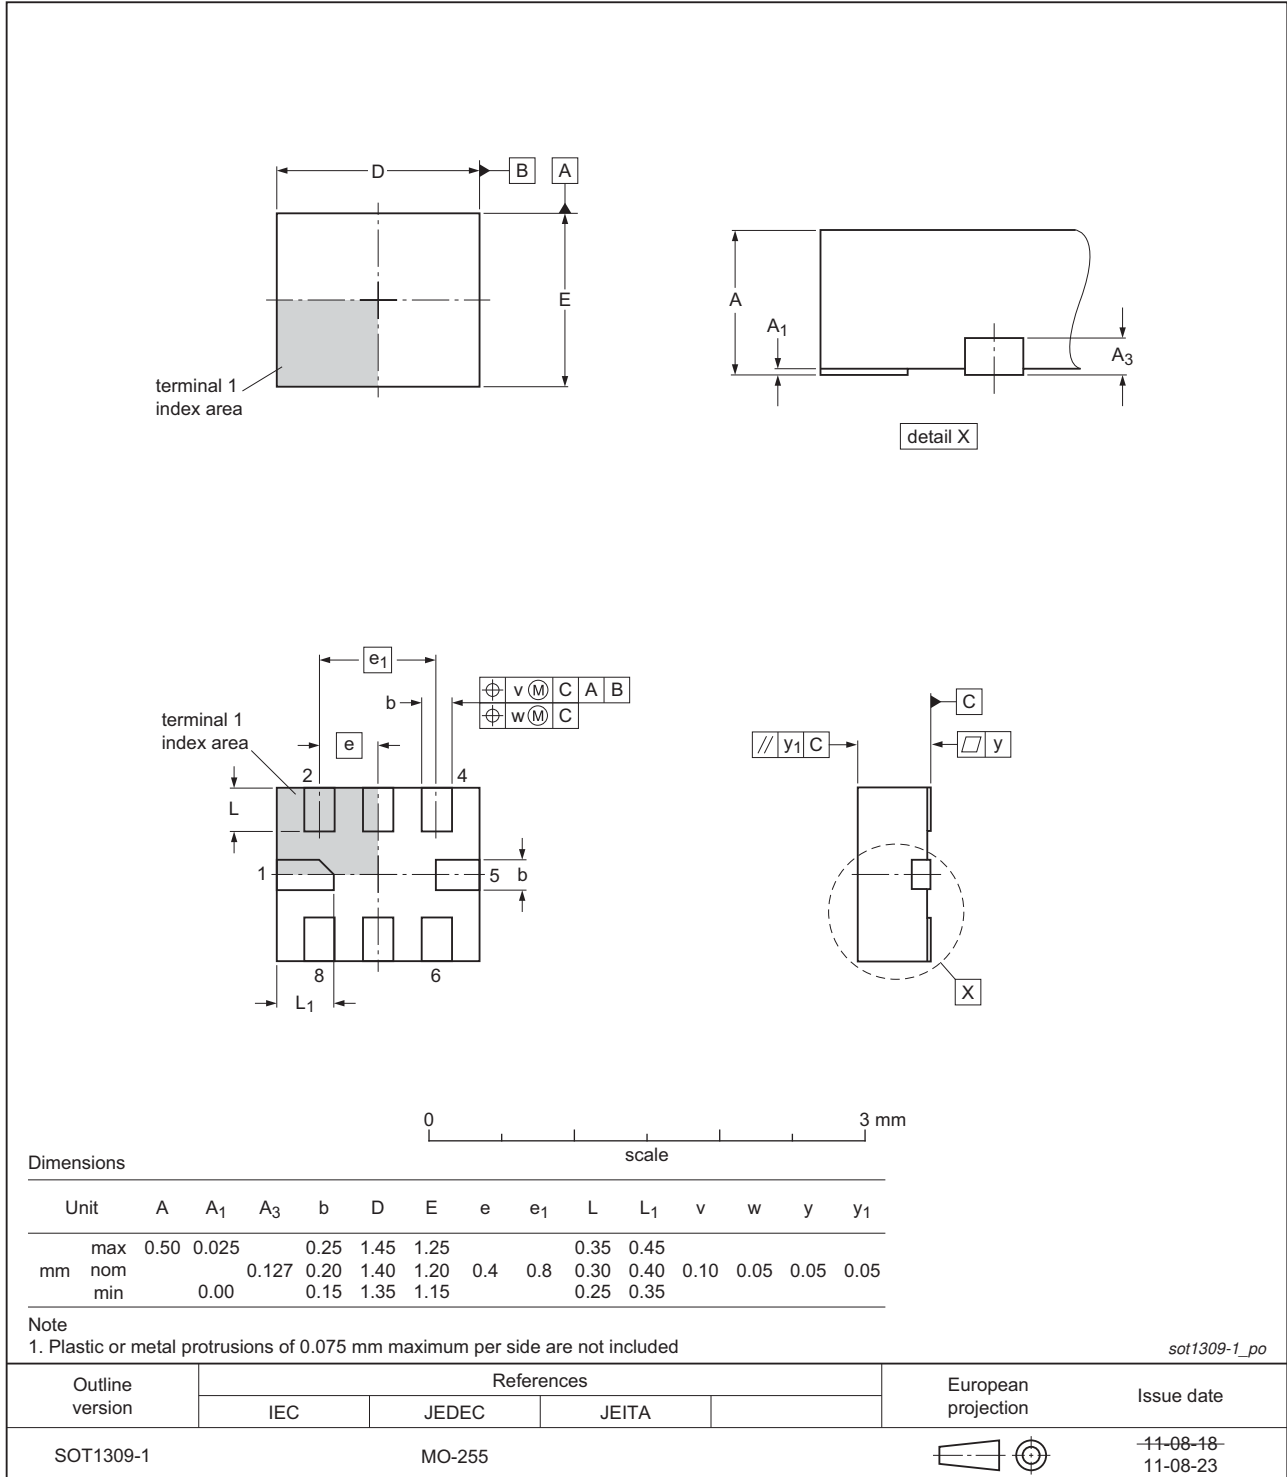 D
B
A
E
terminal 1
index area
A
A1
A3
detail X
e1
b
v M C A B
w M C
terminal 1
index area
e
2
4
L
1
5
b
8
6
L1
C
// y1 C
y
X
0
3 mm
scale
Dimensions
Unit A A1 A3 b D E e e1 L L1 v w y y1
max 0.50 0.025 0.25 1.45 1.25 0.35 0.45
mm nom 0.127 0.20 1.40 1.20 0.4 0.8 0.30 0.40 0.10 0.05 0.05 0.05
min 0.00 0.15 1.35 1.15 0.25 0.35
Note
1. Plastic or metal protrusions of 0.075 mm maximum per side are not included
sot1309-1_po
Outline version
References
IEC JEDEC JEITA
European projection
Issue date
SOT1309-1
MO-255
11-08-18
11-08-23